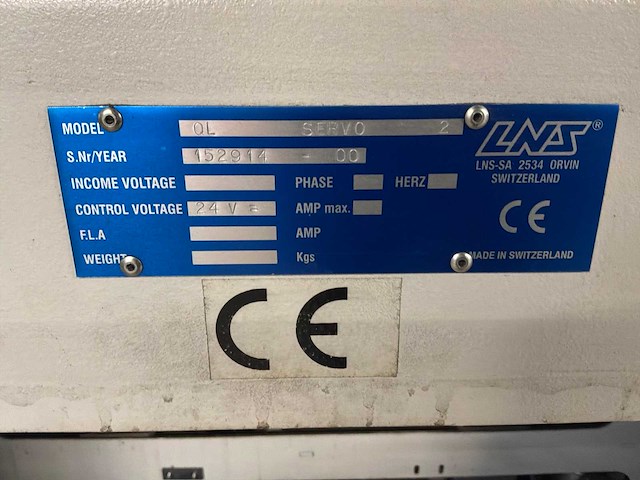 MODEL QL SERVO 2
S.Nr/YEAR 152914 - 00
INCOME VOLTAGE PHASE HERZ
CONTROL VOLTAGE 24 V = AMP max.
F.L.A AMP
WEIGHT Kgs
LNS®
LNS-SA 2534 ORVIN
SWITZERLAND
CE
MADE IN SWITZERLAND
CE